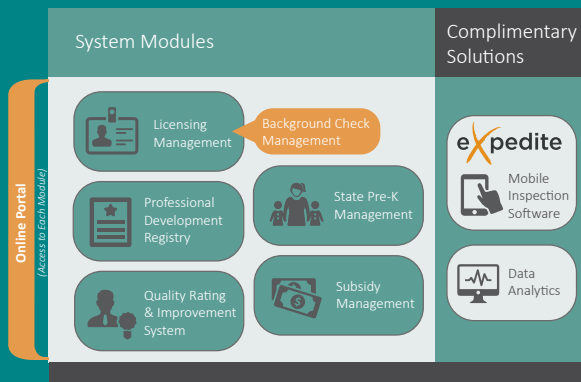 System Modules
Complimentary
Solutions
Online Portal
(Access to Each Module)
Licensing
Management
Background Check
Management
Professional
Development
Registry
State Pre-K
Management
Quality Rating
& Improvement
System
Subsidy
Management
expedite
Mobile
Inspection
Software
Data
Analytics